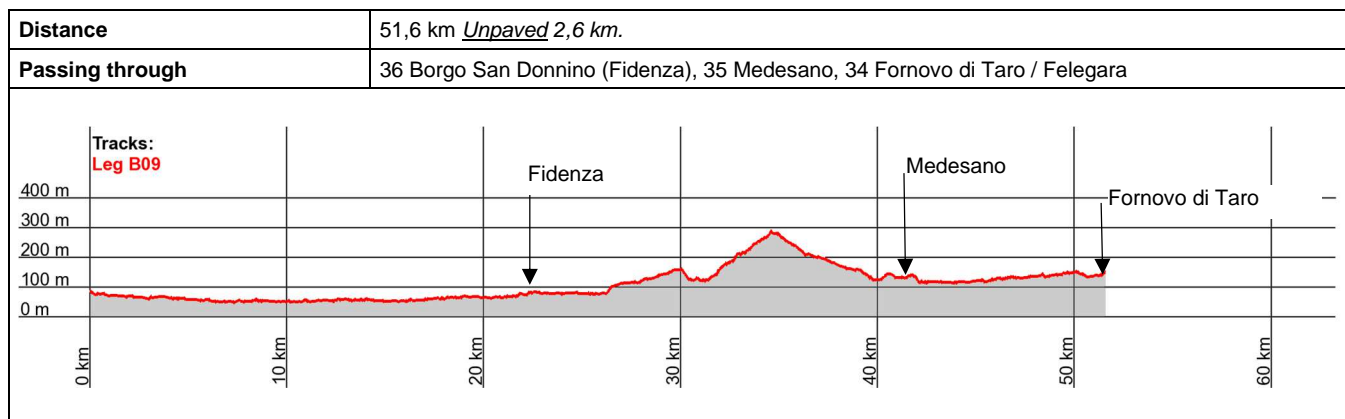 Distance 51,6 km Unpaved 2,6 km.
Passing through 36 Borgo San Donnino (Fidenza), 35 Medesano, 34 Fornovo di Taro / Felegara
Tracks:
Leg B09
Fidenza
Medesano
Fornovo di Taro
400 m
300 m
200 m
100 m
0 m
0 km
10 km
20 km
30 km
40 km
50 km
60 km